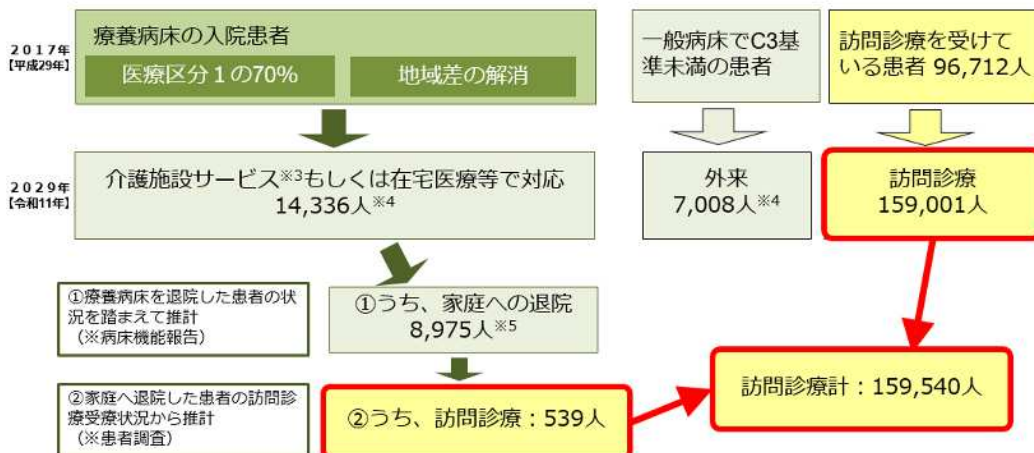 2017年
【平成29年】
療養病床の入院患者
医療区分1の70%
地域差の解消
一般病床でC3基
準未満の患者
訪問診療を受けて
いる患者 96,712人
2029年
【令和11年】
介護施設サービス※3もしくは在宅医療等で対応
14,336人※4
外来
7,008人※4
訪問診療
159,001人
①療養病床を退院した患者の状
況を踏まえて推計
(※病床機能報告)
①うち、家庭への退院
8,975人※5
②家庭へ退院した患者の訪問診
療受療状況から推計
(※患者調査)
②うち、訪問診療:539人
訪問診療計:159,540人